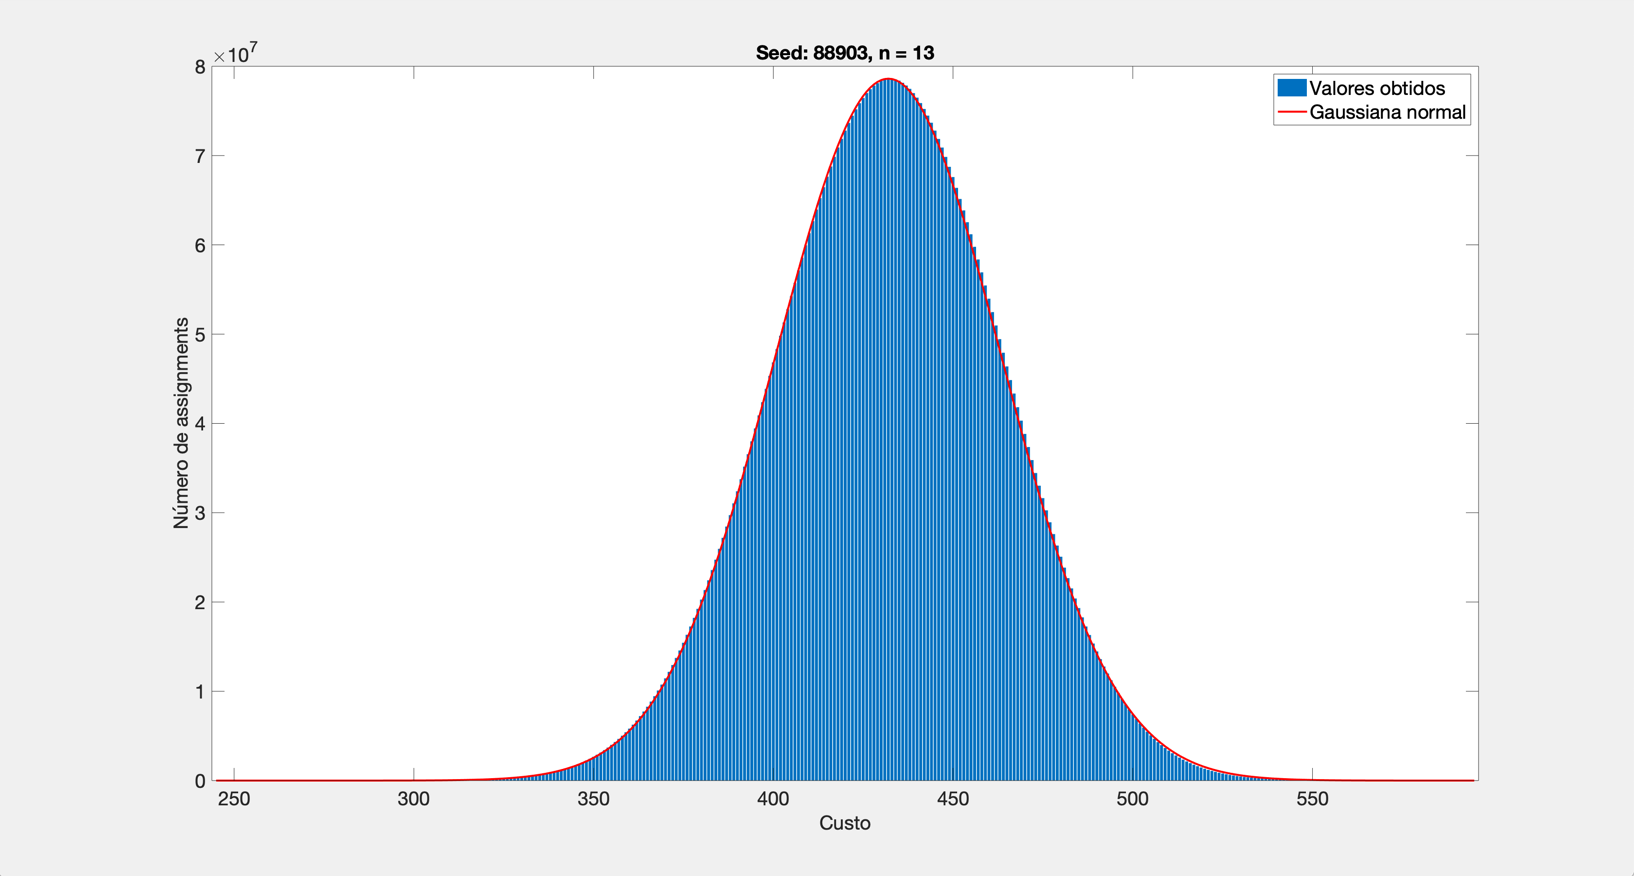 Seed: 88903, n = 13
×10^7
8
7
6
5
4
3
2
1
0
Número de assignments
250 300 350 400 450 500 550
Custo
Valores obtidos
Gaussiana normal